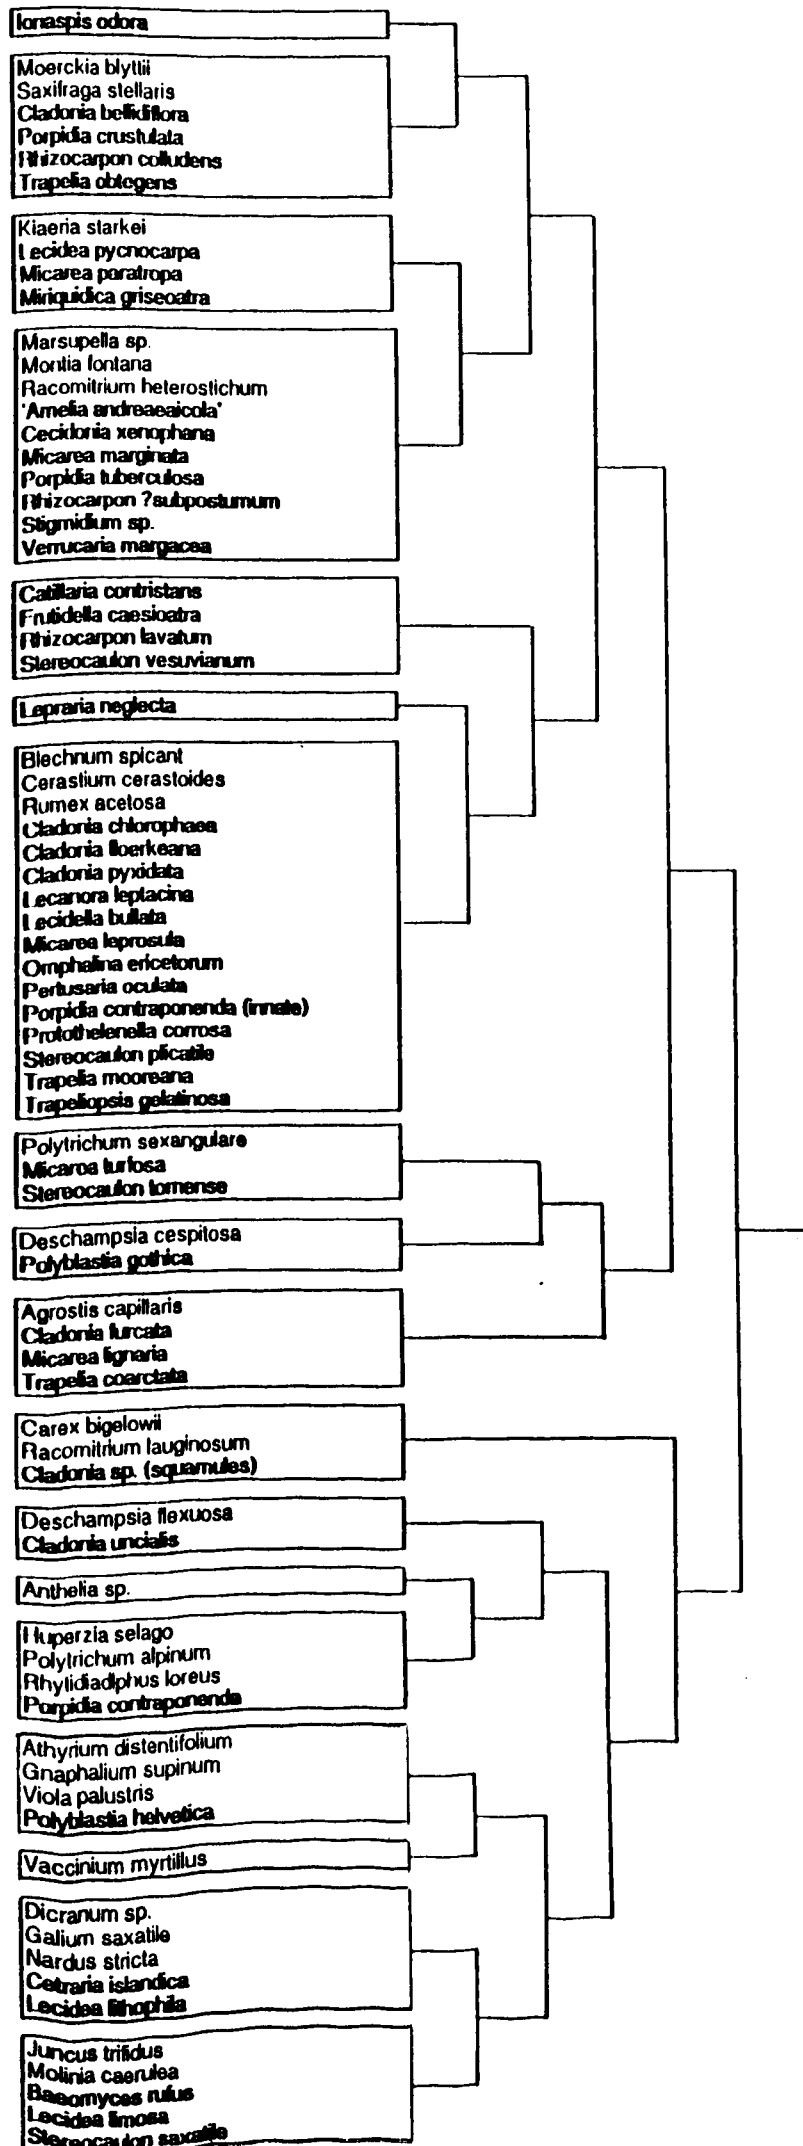 Ionaspis odora
Moerckia blyttii
Saxifraga stellaris
Cladonia bellidiflora
Porpidia crustulata
Rhizocarpon colludens
Trapelia obtegens
Kiaeria starkei
Lecidea pycnocarpa
Micarea paratropa
Miriquidica griseoatra
Marsupella sp.
Montia fontana
Racomitrium heterostichum
'Amelia andreaeaicola'
Cecidonia xenophana
Micarea marginata
Porpidia tuberculosa
Rhizocarpon ?subpostumum
Stigmidium sp.
Verrucaria margacea
Catillaria contristans
Frutidella caesioatra
Rhizocarpon lavatum
Stereocaulon vesuvianum
Lepraria neglecta
Blechnum spicant
Cerastium cerastoides
Rumex acetosa
Cladonia chlorophaea
Cladonia floerkeana
Cladonia pyxidata
Lecanora leptacina
Lecidella bullata
Micarea leprosula
Omphalina ericetorum
Pertusaria oculata
Porpidia contraponenda (innate)
Protothelenella corrosa
Stereocaulon plicatile
Trapelia mooreana
Trapeliopsis gelatinosa
Polytrichum sexangulare
Micarea turfosa
Stereocaulon tornense
Deschampsia cespitosa
Polyblastia gothica
Agrostis capillaris
Cladonia furcata
Micarea lignaria
Trapelia coarctata
Carex bigelowii
Racomitrium lauginosum
Cladonia sp. (squamules)
Deschampsia flexuosa
Cladonia uncialis
Anthelia sp.
Huperzia selago
Polytrichum alpinum
Rhytidiadlphus loreus
Porpidia contraponenda
Athyrium distentifolium
Gnaphalium supinum
Viola palustris
Polyblastia helvetica
Vaccinium myrtillus
Dicranum sp.
Galium saxatile
Nardus stricta
Cetraria islandica
Lecidea lithophila
Juncus trifidus
Molinia caerulea
Baeomyces rufus
Lecidea limosa
Stereocaulon saxatile